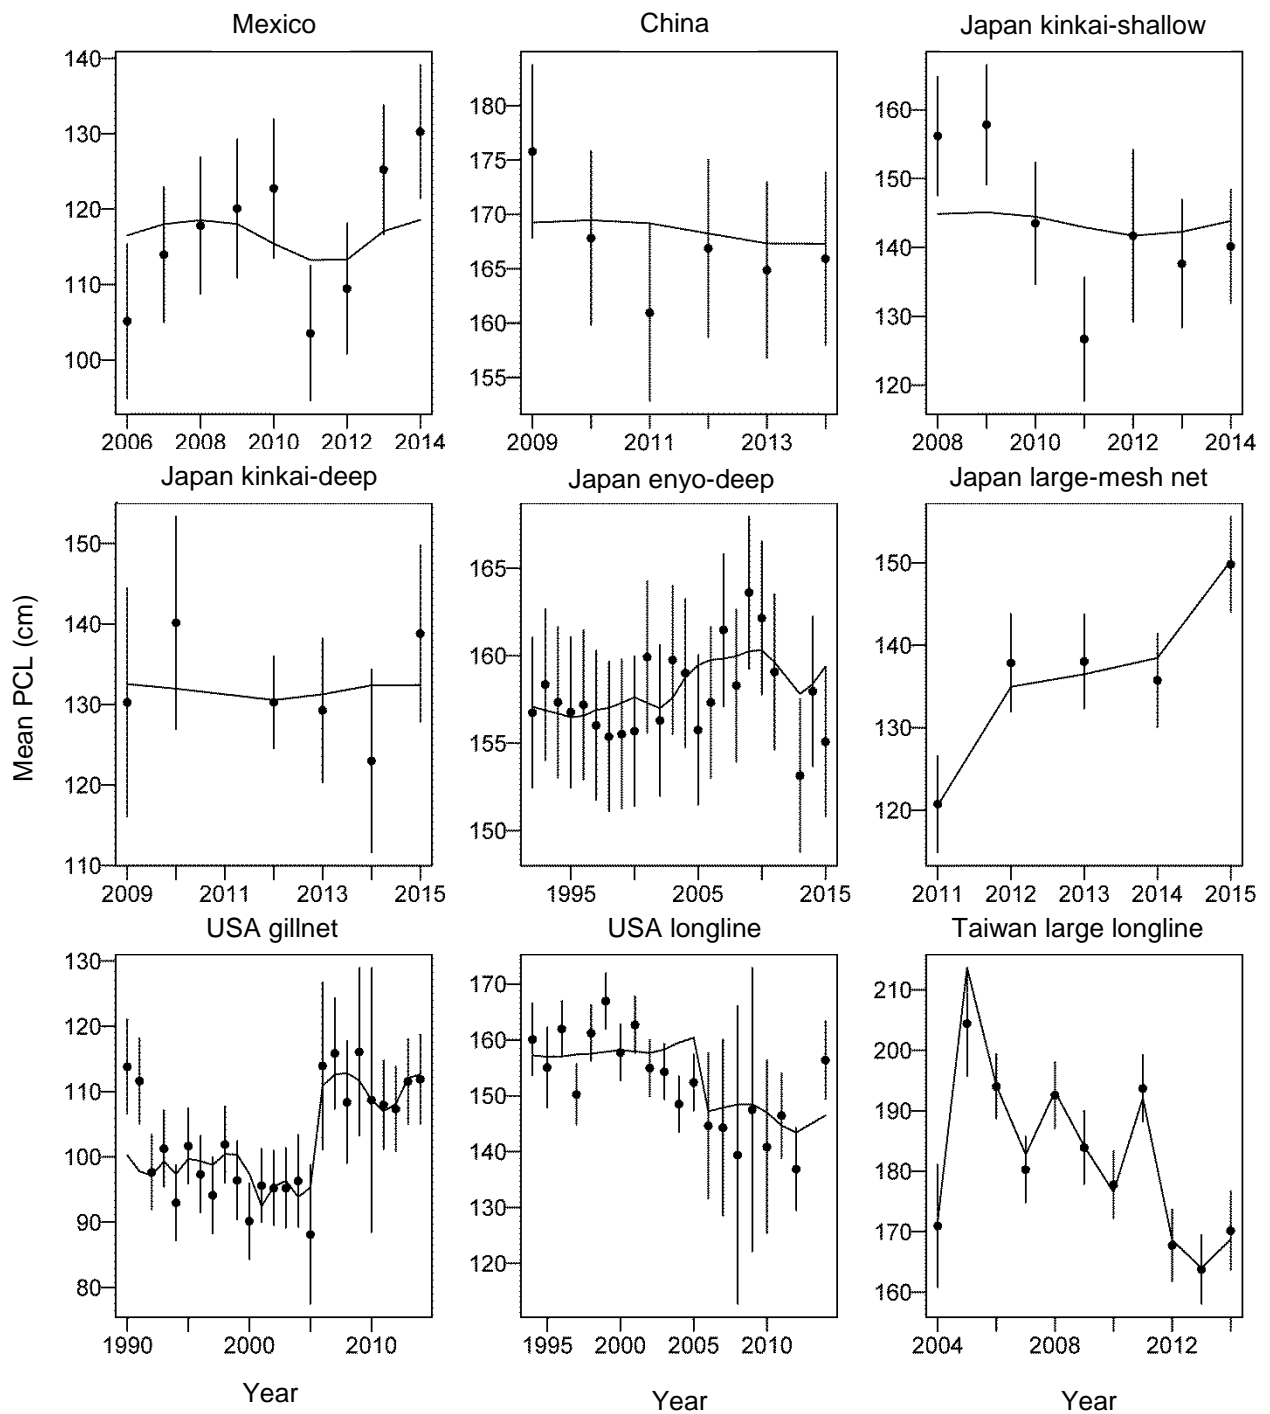 Mexico
China
Japan kinkai-shallow
140
130
120
110
100
180
175
170
165
160
155
160
150
140
130
120
2006 2008 2010 2012 2014
2009 2011 2013
2008 2010 2012 2014
Japan kinkai-deep
Japan enyo-deep
Japan large-mesh net
Mean PCL (cm)
150
140
130
120
110
165
160
155
150
150
140
130
120
2009 2011 2013 2015
1995 2005 2015
2011 2012 2013 2014 2015
USA gillnet
USA longline
Taiwan large longline
130
120
110
100
90
80
170
160
150
140
130
120
210
200
190
180
170
160
1990 2000 2010
1995 2000 2005 2010
2004 2008 2012
Year
Year
Year